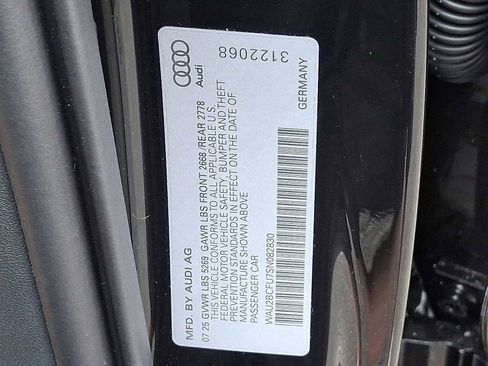 Audi
3122068
MFD. BY AUDI AG
07 25 GVWR LBS 5269 GAWR LBS FRONT 2668 /REAR 2778
THIS VEHICLE CONFORMS TO ALL APPLICABLE U.S.
FEDERAL MOTOR VEHICLE SAFETY, BUMPER AND THEFT
PREVENTION STANDARDS IN EFFECT ON THE DATE OF
MANUFACTURE SHOWN ABOVE
PASSENGER CAR
WAU2BCFU7SN082830
GERMANY